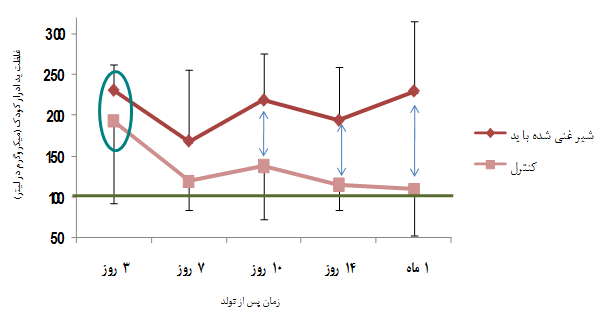 غلظت ید ادرار کودک (میکروگرم در لیتر)
300
250
200
150
100
50
۳ روز
۷ روز
۱۰ روز
۱۴ روز
۱ ماه
زمان پس از تولد
شیر غنی شده با ید
کنترل